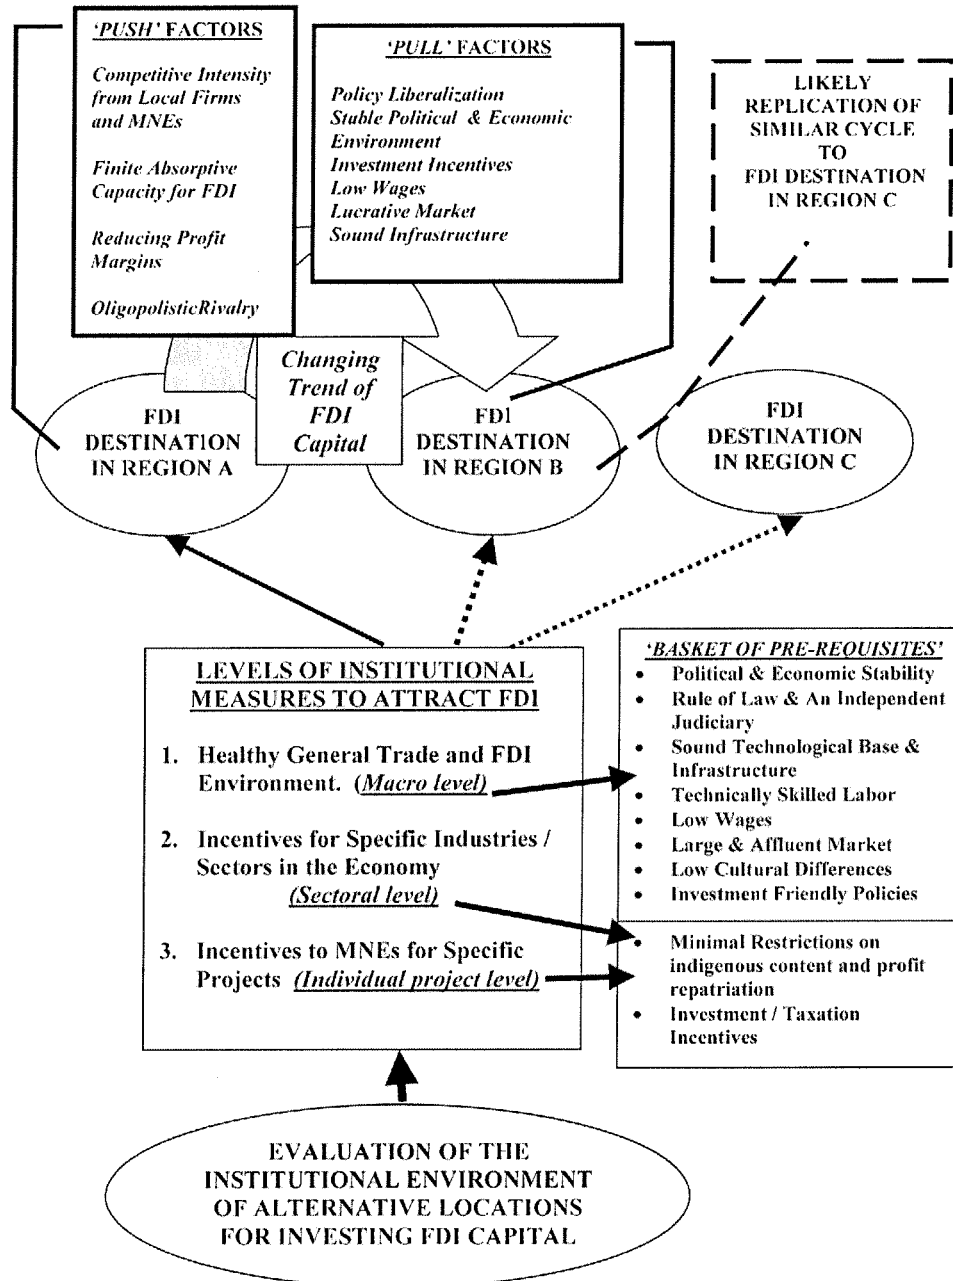 'PUSH' FACTORS
Competitive Intensity
from Local Firms
and MNEs
Finite Absorptive
Capacity for FDI
Reducing Profit
Margins
OligopolisticRivalry
'PULL' FACTORS
Policy Liberalization
Stable Political & Economic
Environment
Investment Incentives
Low Wages
Lucrative Market
Sound Infrastructure
LIKELY
REPLICATION OF
SIMILAR CYCLE
TO
FDI DESTINATION
IN REGION C
Changing
Trend of
FDI
Capital
FDI
DESTINATION
IN REGION A
FDI
DESTINATION
IN REGION B
FDI
DESTINATION
IN REGION C
LEVELS OF INSTITUTIONAL
MEASURES TO ATTRACT FDI
1. Healthy General Trade and FDI
Environment. (Macro level)
2. Incentives for Specific Industries /
Sectors in the Economy
(Sectoral level)
3. Incentives to MNEs for Specific
Projects (Individual project level)
'BASKET OF PRE-REQUISITES'
• Political & Economic Stability
• Rule of Law & An Independent
Judiciary
• Sound Technological Base &
Infrastructure
• Technically Skilled Labor
• Low Wages
• Large & Affluent Market
• Low Cultural Differences
• Investment Friendly Policies
• Minimal Restrictions on
indigenous content and profit
repatriation
• Investment / Taxation
Incentives
EVALUATION OF THE
INSTITUTIONAL ENVIRONMENT
OF ALTERNATIVE LOCATIONS
FOR INVESTING FDI CAPITAL